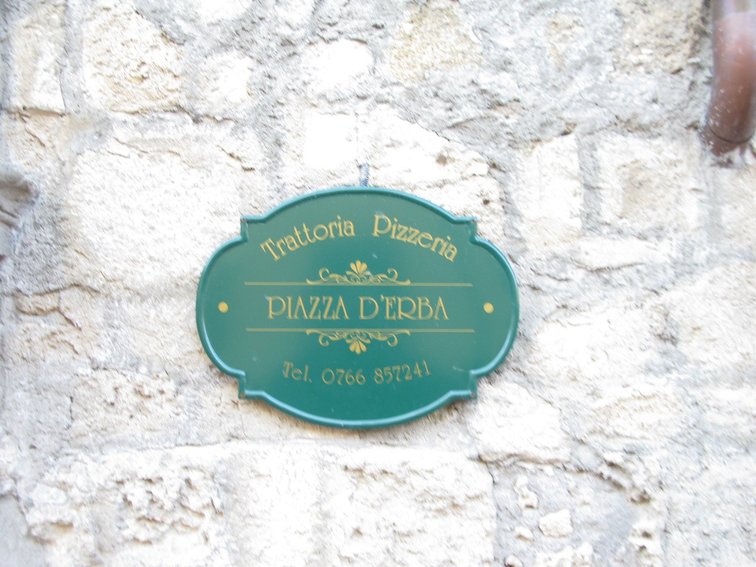 Trattoria Pizzeria
PIAZZA D'ERBA
Tel. 0766 857241